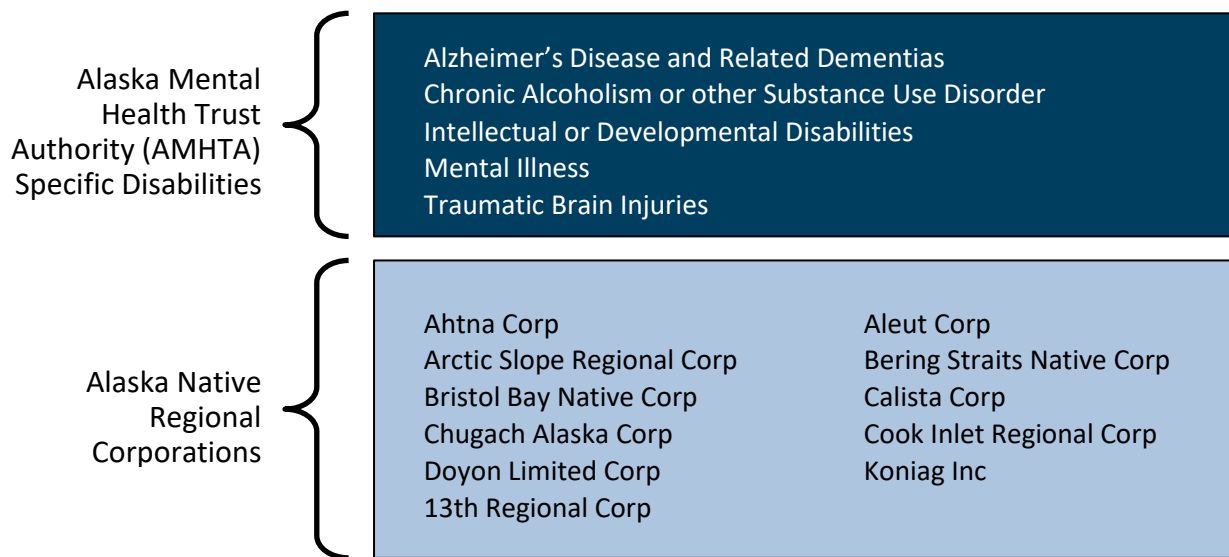 Alaska Mental
Health Trust
Authority (AMHTA)
Specific Disabilities
Alzheimer’s Disease and Related Dementias
Chronic Alcoholism or other Substance Use Disorder
Intellectual or Developmental Disabilities
Mental Illness
Traumatic Brain Injuries
Alaska Native
Regional
Corporations
Ahtna Corp
Arctic Slope Regional Corp
Bristol Bay Native Corp
Chugach Alaska Corp
Doyon Limited Corp
13th Regional Corp
Aleut Corp
Bering Straits Native Corp
Calista Corp
Cook Inlet Regional Corp
Koniag Inc